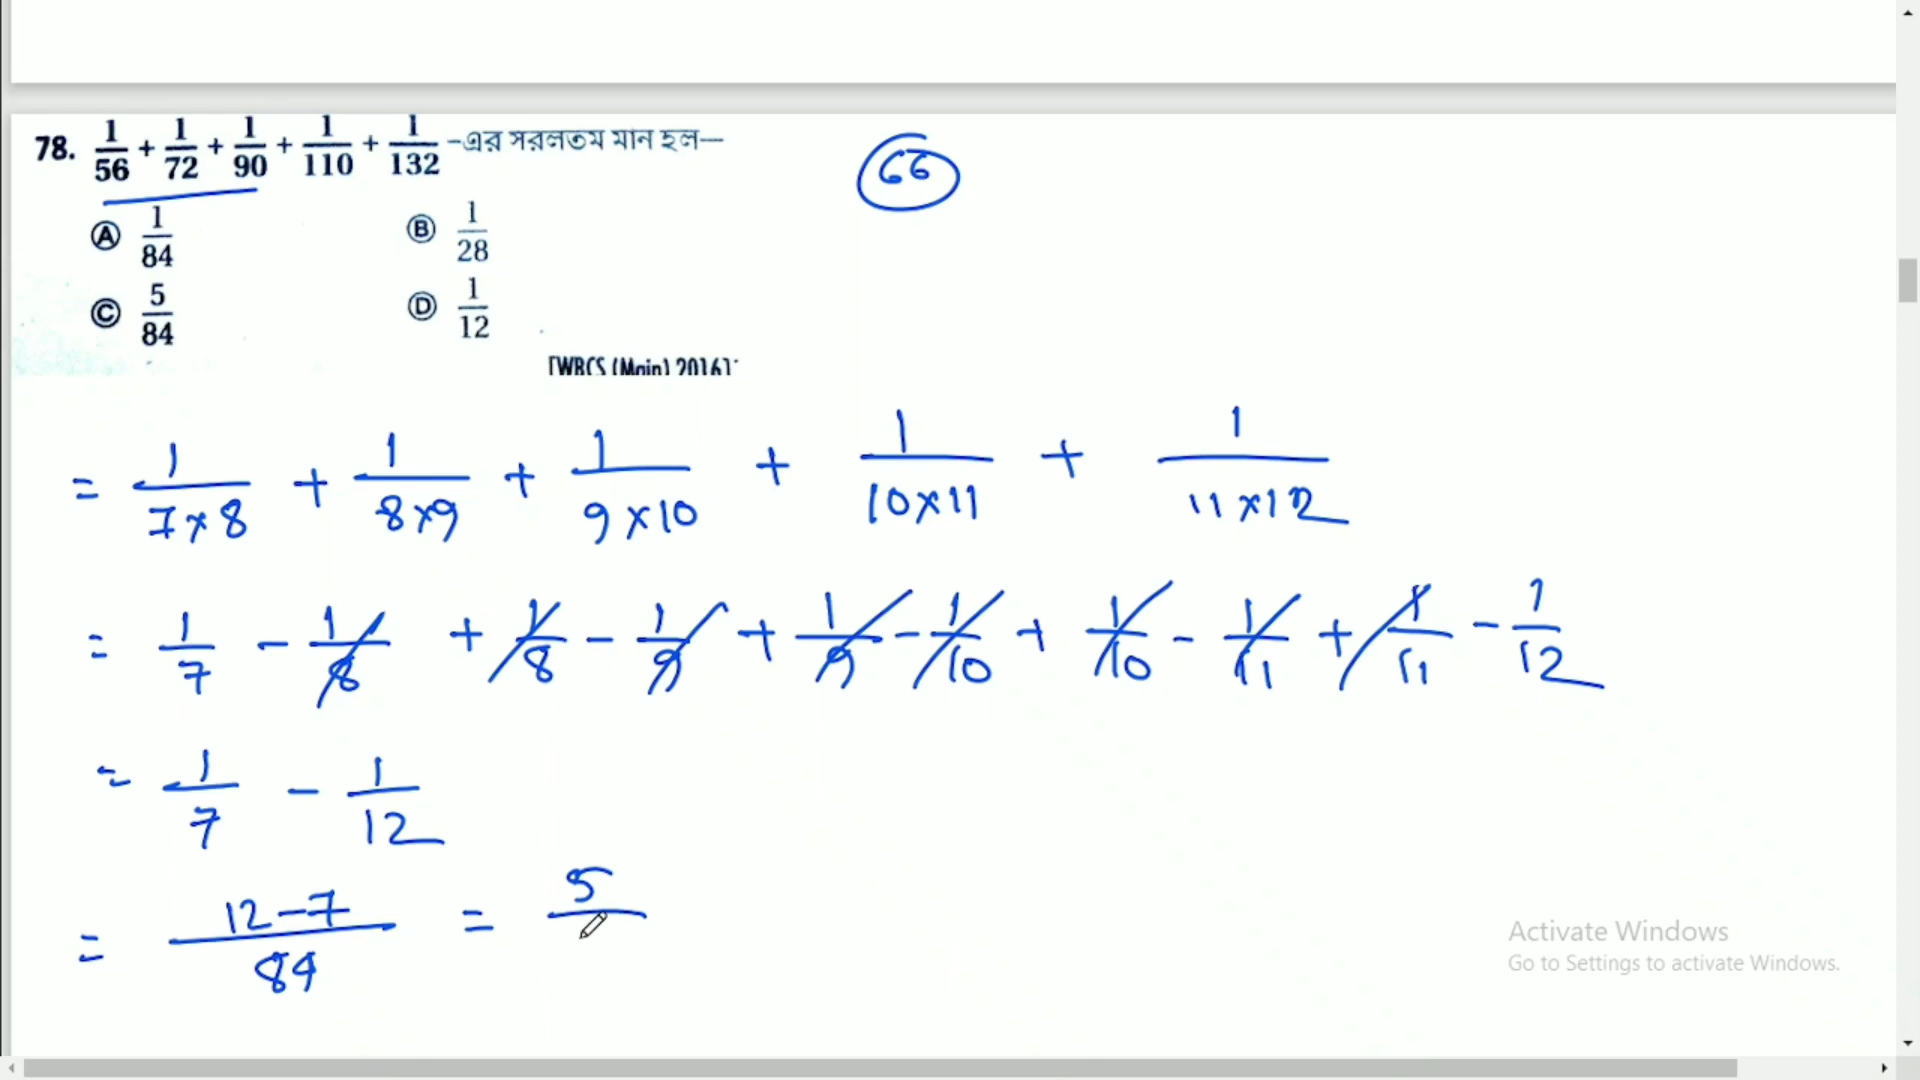 78. 1/56 + 1/72 + 1/90 + 1/110 + 1/132 -এর সরলতম মান হল—
66
Ⓐ 1/84 Ⓑ 1/28
Ⓒ 5/84 Ⓓ 1/12
[WBCS (Main) 2016]
= 1/7×8 + 1/8×9 + 1/9×10 + 1/10×11 + 1/11×12
= 1/7 - 1/8 + 1/8 - 1/9 + 1/9 - 1/10 + 1/10 - 1/11 + 1/11 - 1/12
= 1/7 - 1/12
= 12-7/84 = 5/
Activate Windows
Go to Settings to activate Windows.